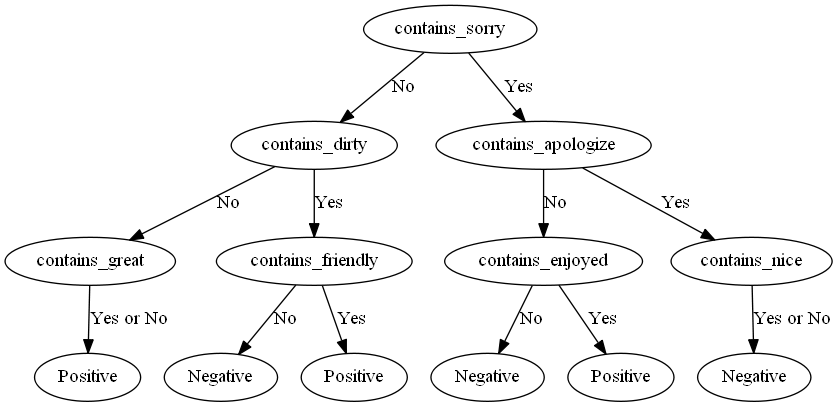 contains_sorry
No
Yes
contains_dirty
contains_apologize
No
Yes
No
Yes
contains_great
contains_friendly
contains_enjoyed
contains_nice
Yes or No
No
Yes
No
Yes
Yes or No
Positive
Negative
Positive
Negative
Positive
Negative